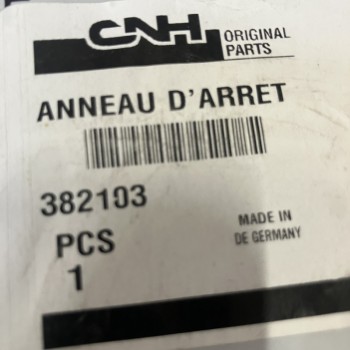 CNH ORIGINAL
PARTS
ANNEAU D'ARRET
382103
PCS
1
MADE IN
DE GERMANY